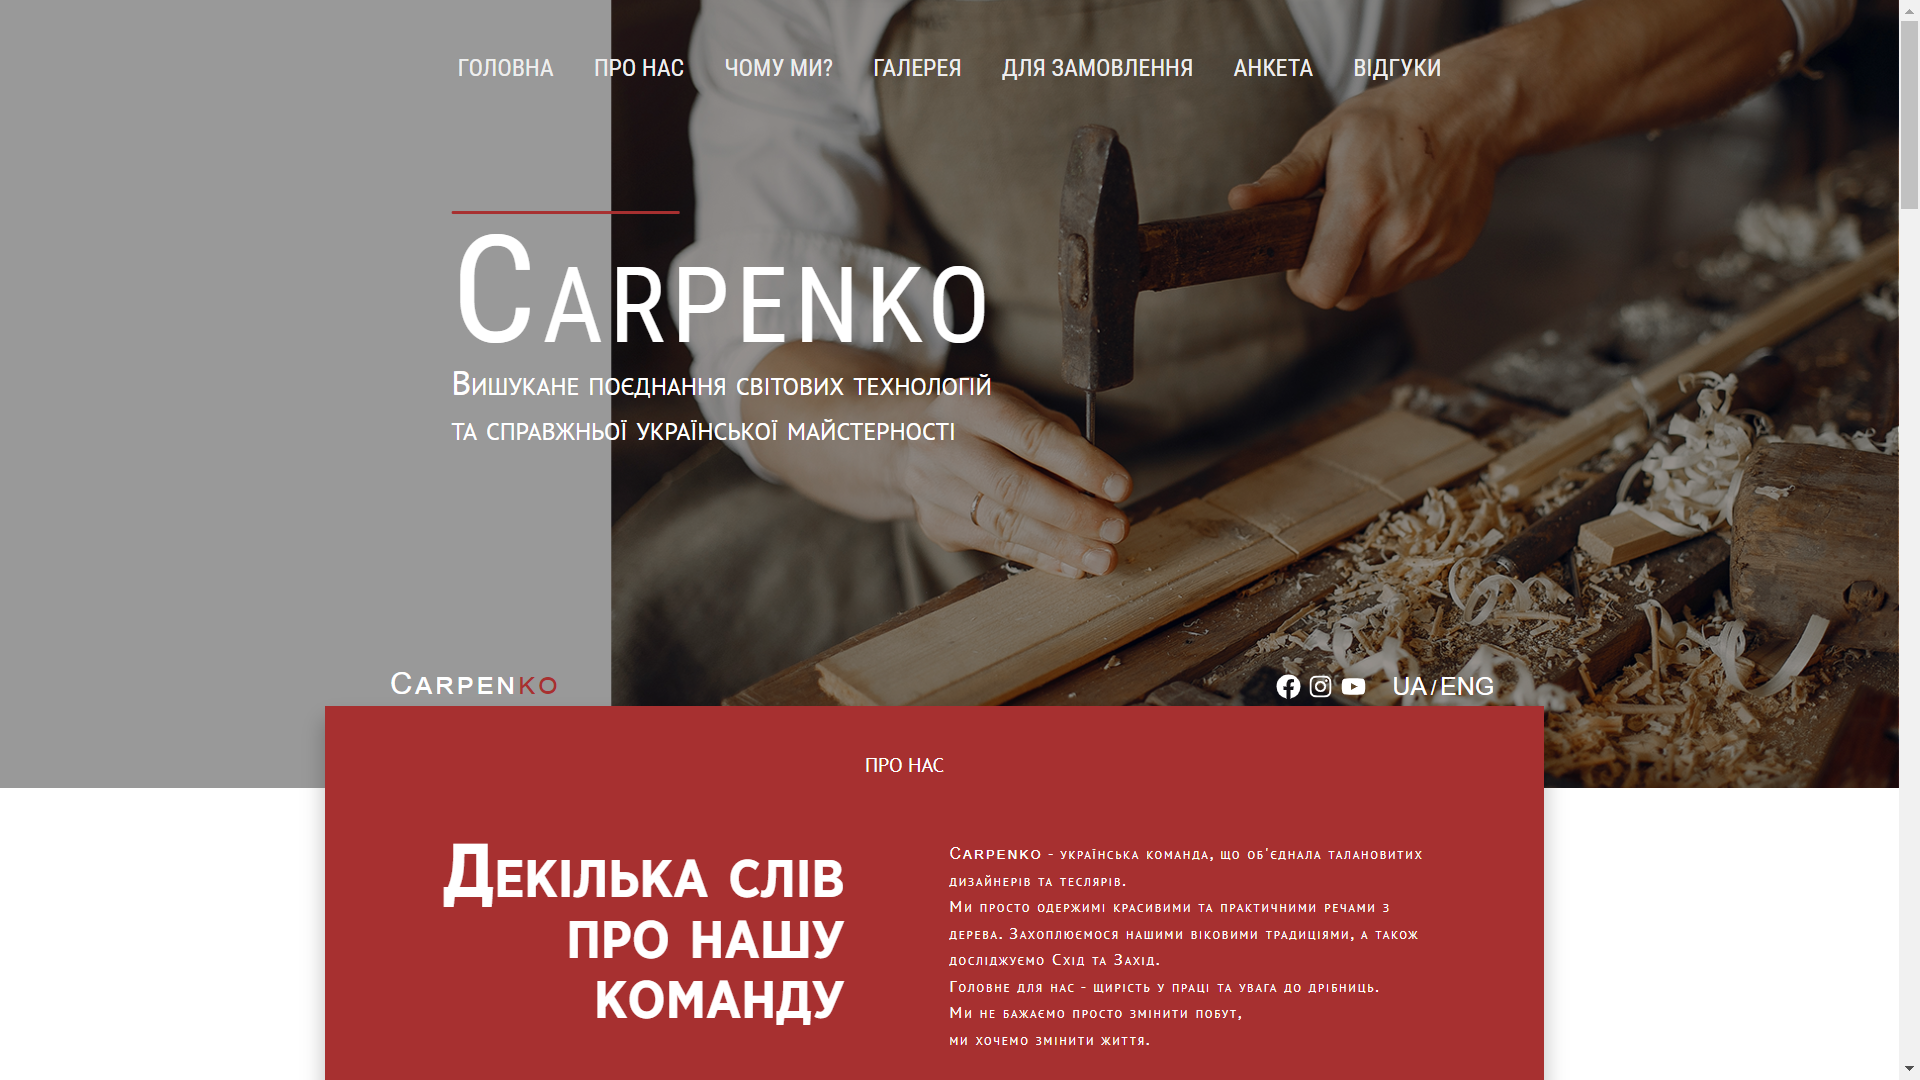 ГОЛОВНА ПРО НАС ЧОМУ МИ? ГАЛЕРЕЯ ДЛЯ ЗАМОВЛЕННЯ АНКЕТА ВІДГУКИ
Carpenko
Вишукане поєднання світових технологій
та справжньої української майстерності
Carpenko
UA / ENG
ПРО НАС
Декілька слів
про нашу
команду
Carpenko - українська команда, що об'єднала талановитих
дизайнерів та теслярів.
Ми просто одержимі красивими та практичними речами з
дерева. Захоплюємося нашими віковими традиціями, а також
досліджуємо Схід та Захід.
Головне для нас - щирість у праці та увага до дрібниць.
Ми не бажаємо просто змінити побут,
ми хочемо змінити життя.